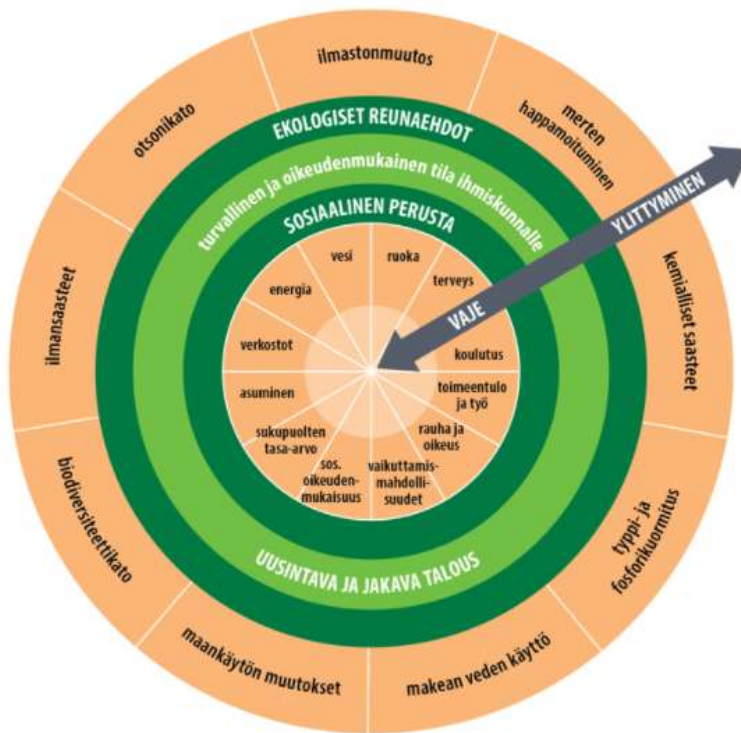 ilmastonmuutos
merten
happamoituminen
kemialliset saasteet
typpi- ja
fosforikuormitus
makean veden käyttö
maankäytön muutokset
biodiversiteettikato
ilmansaasteet
otsonikato
EKOLOGISET REUNAEHDOT
turvallinen ja oikeudenmukainen tila ihmiskunnalle
SOSIAALINEN PERUSTA
YLITTYMINEN
VAJE
vesi
ruoka
terveys
koulutus
toimeentulo
ja työ
rauha ja
oikeus
vaikuttamis-
mahdolli-
suudet
sos.
oikeuden-
mukaisuus
sukupuolten
tasa-arvo
asuminen
verkostot
energia
UUSINTAVA JA JAKAVA TALOUS